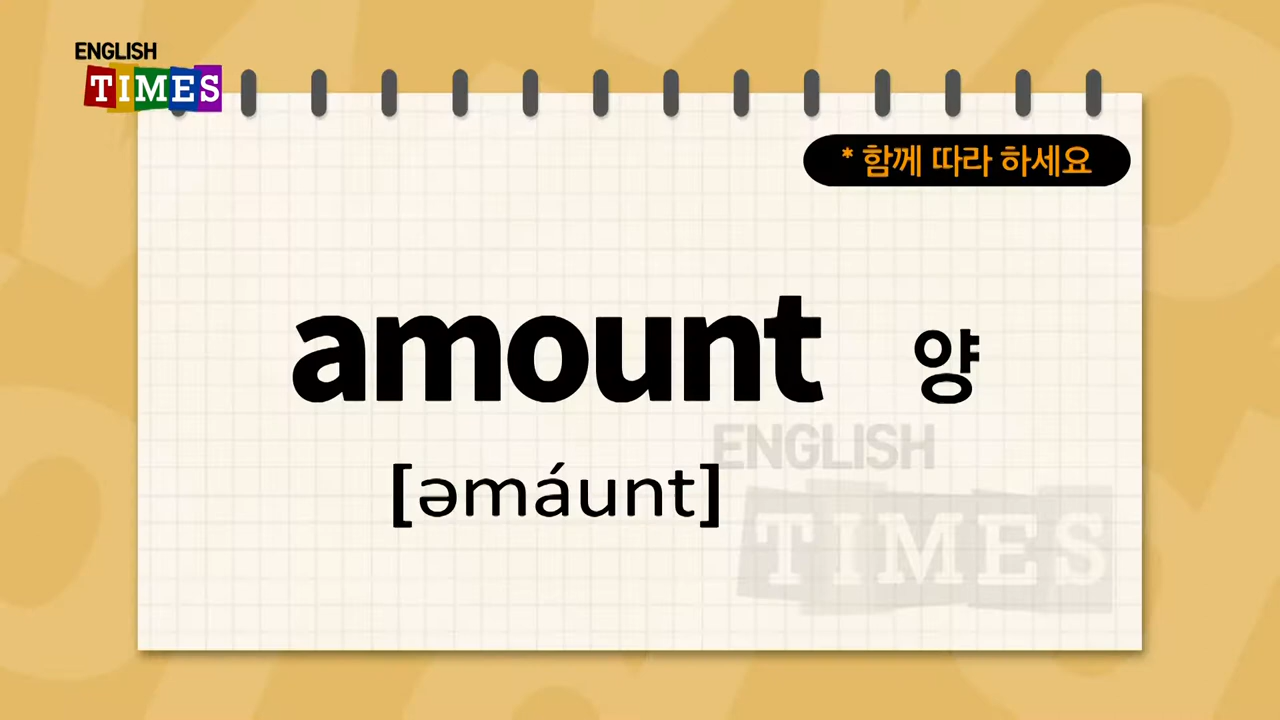 ENGLISH
TIMES
* 함께 따라 하세요
amount 양
[əmáunt]
ENGLISH
TIMES